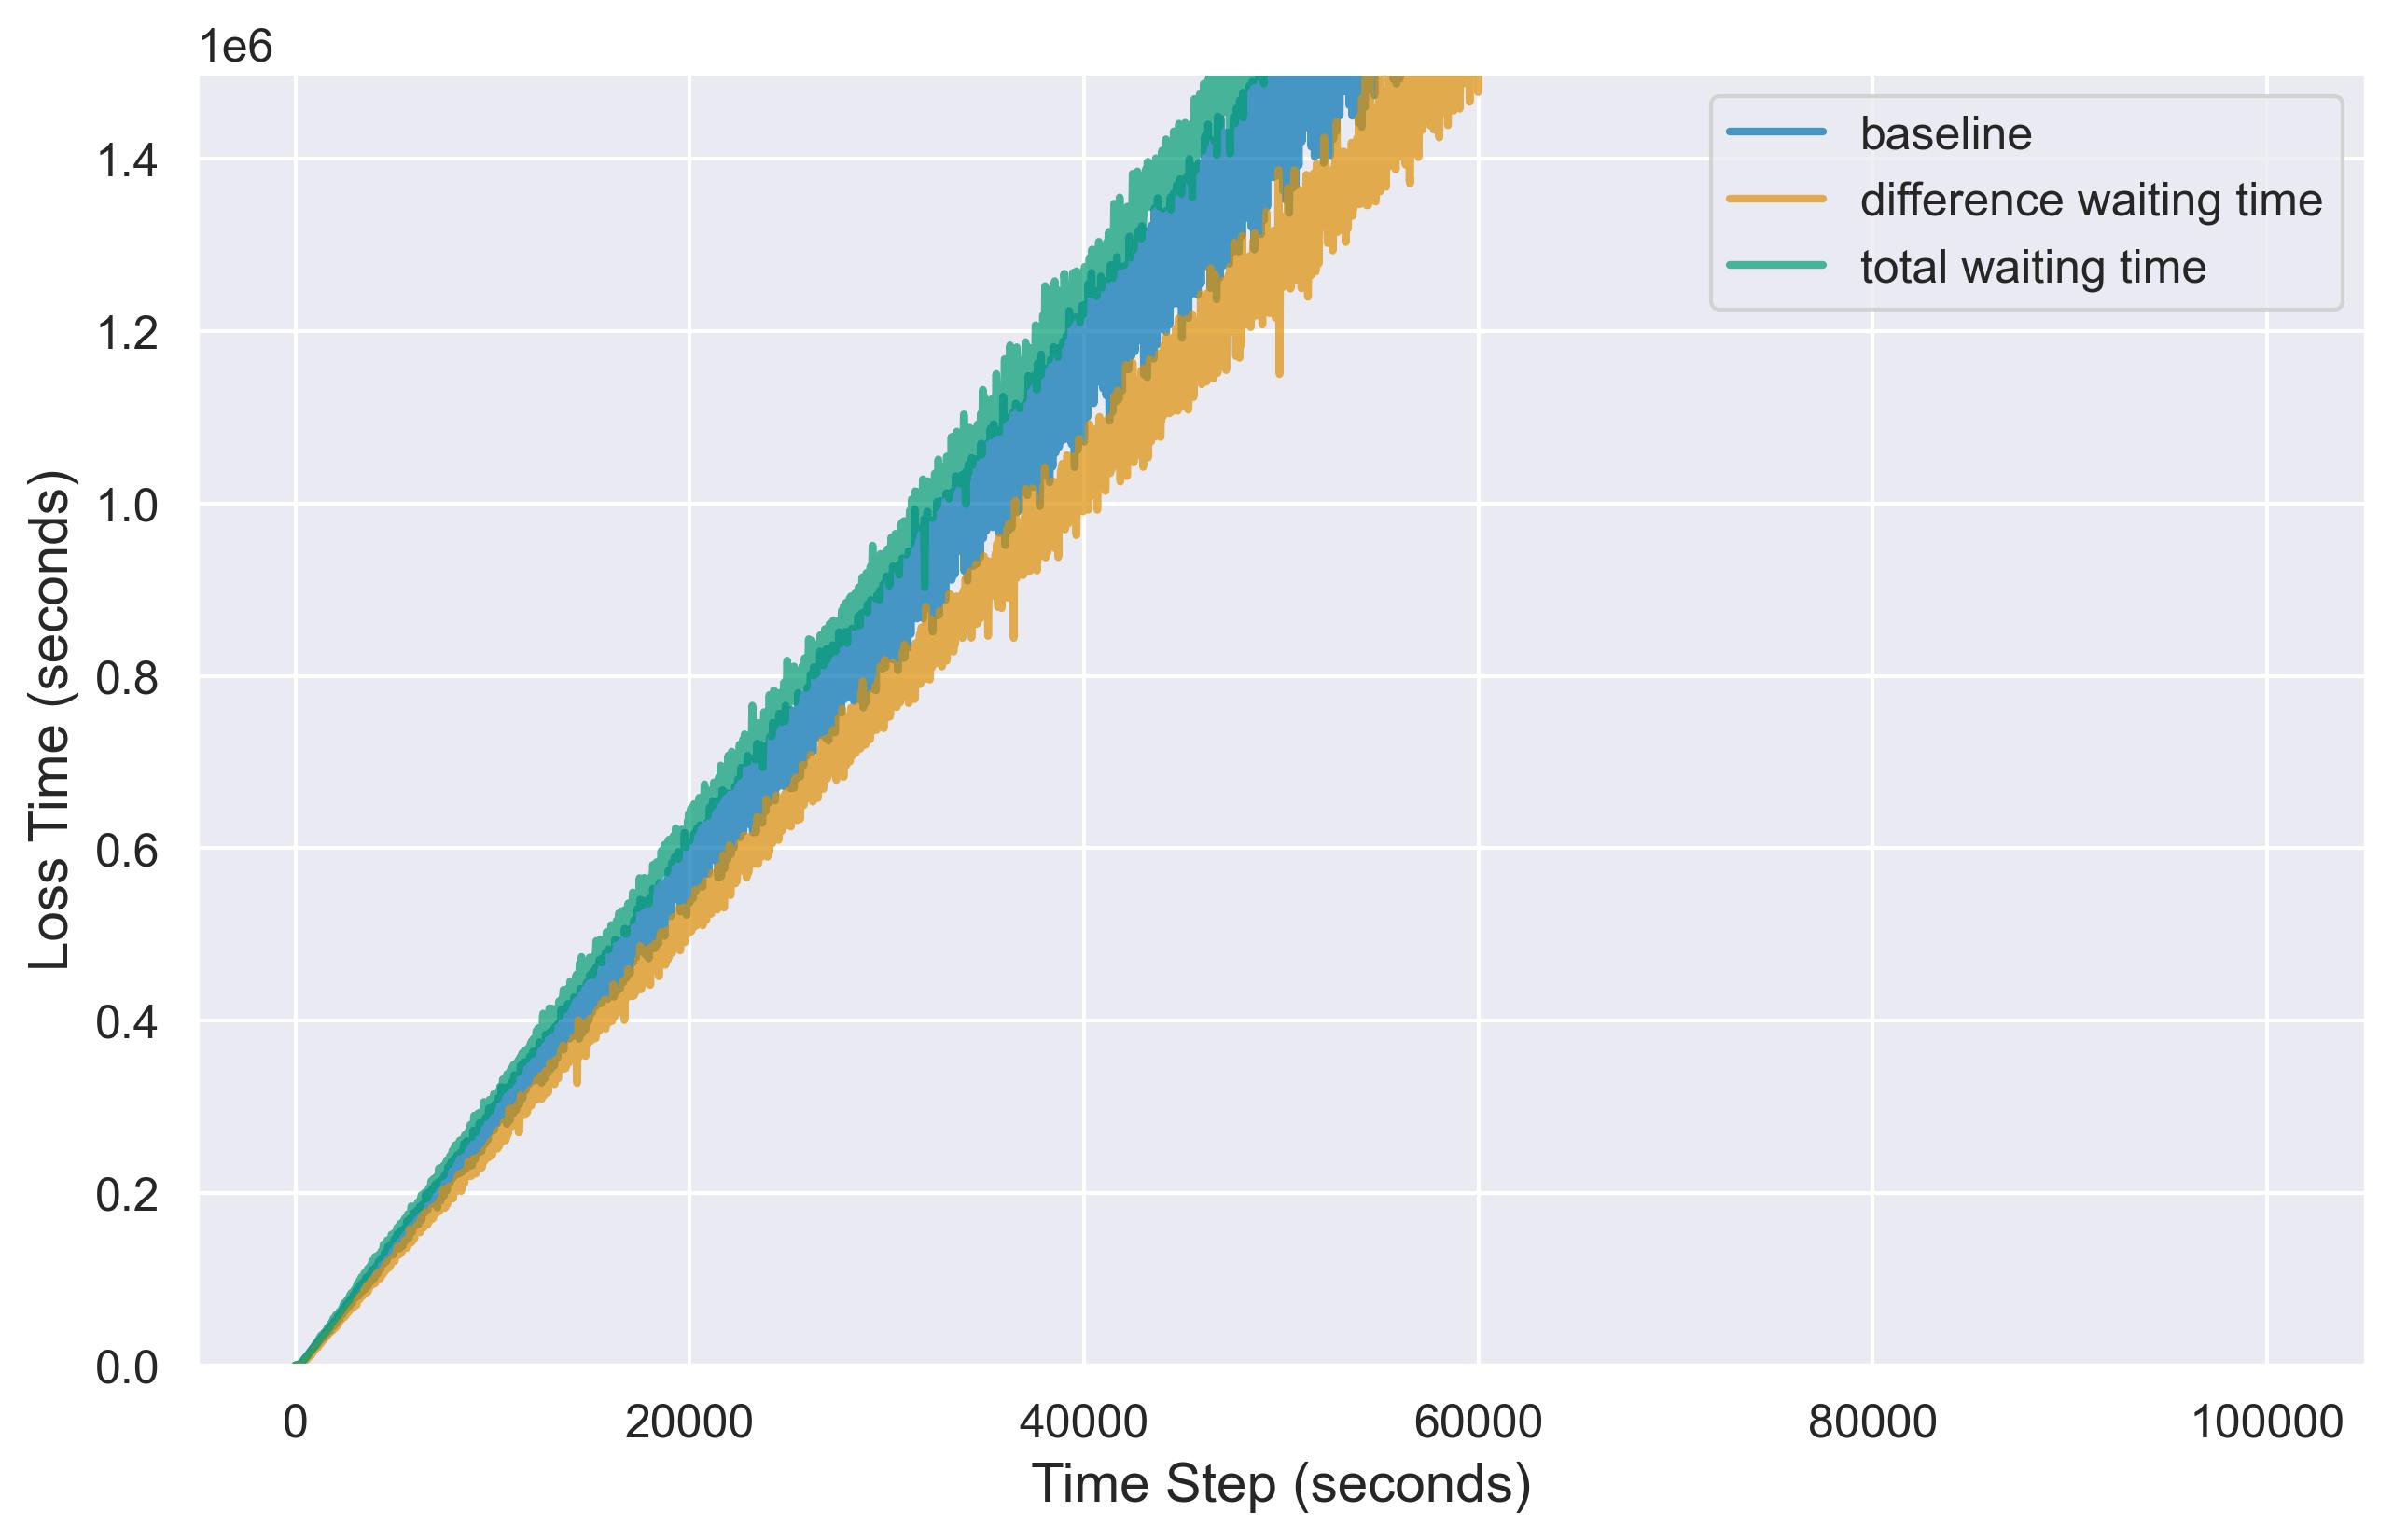 1e6
1.4
1.2
1.0
0.8
0.6
0.4
0.2
0.0
Loss Time (seconds)
baseline
difference waiting time
total waiting time
0 20000 40000 60000 80000 100000
Time Step (seconds)